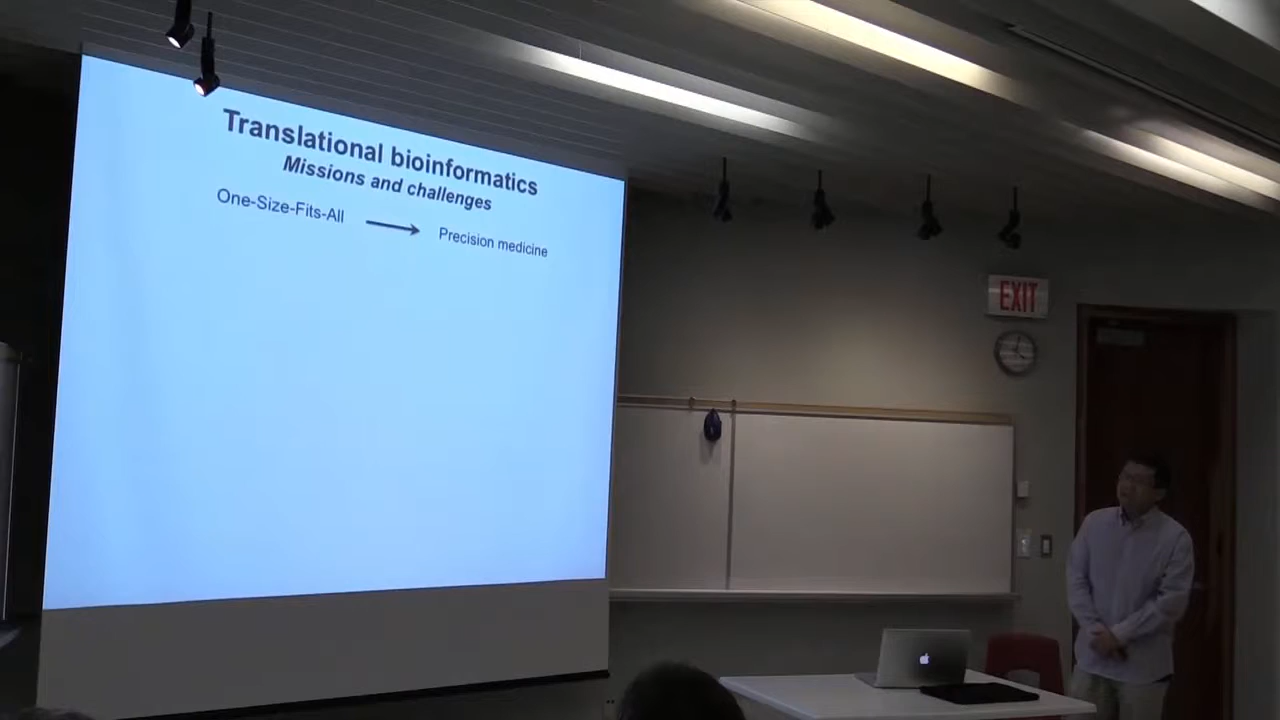 Translational bioinformatics
Missions and challenges
One-Size-Fits-All
Precision medicine
EXIT